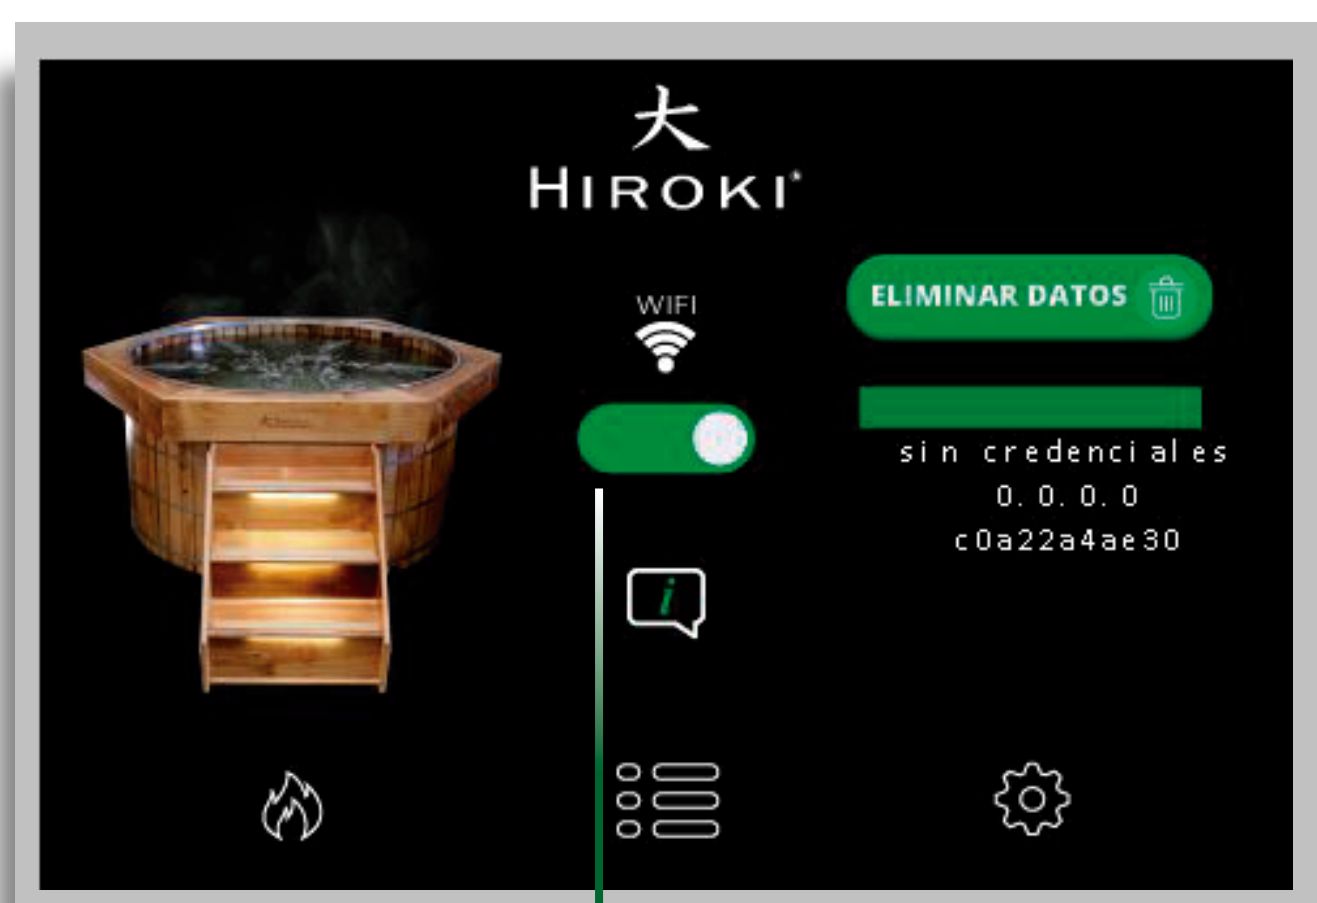 大
HIROKI®
WIFI
ELIMINAR DATOS
sin credenciales
0.0.0.0
c0a22a4ae30
i